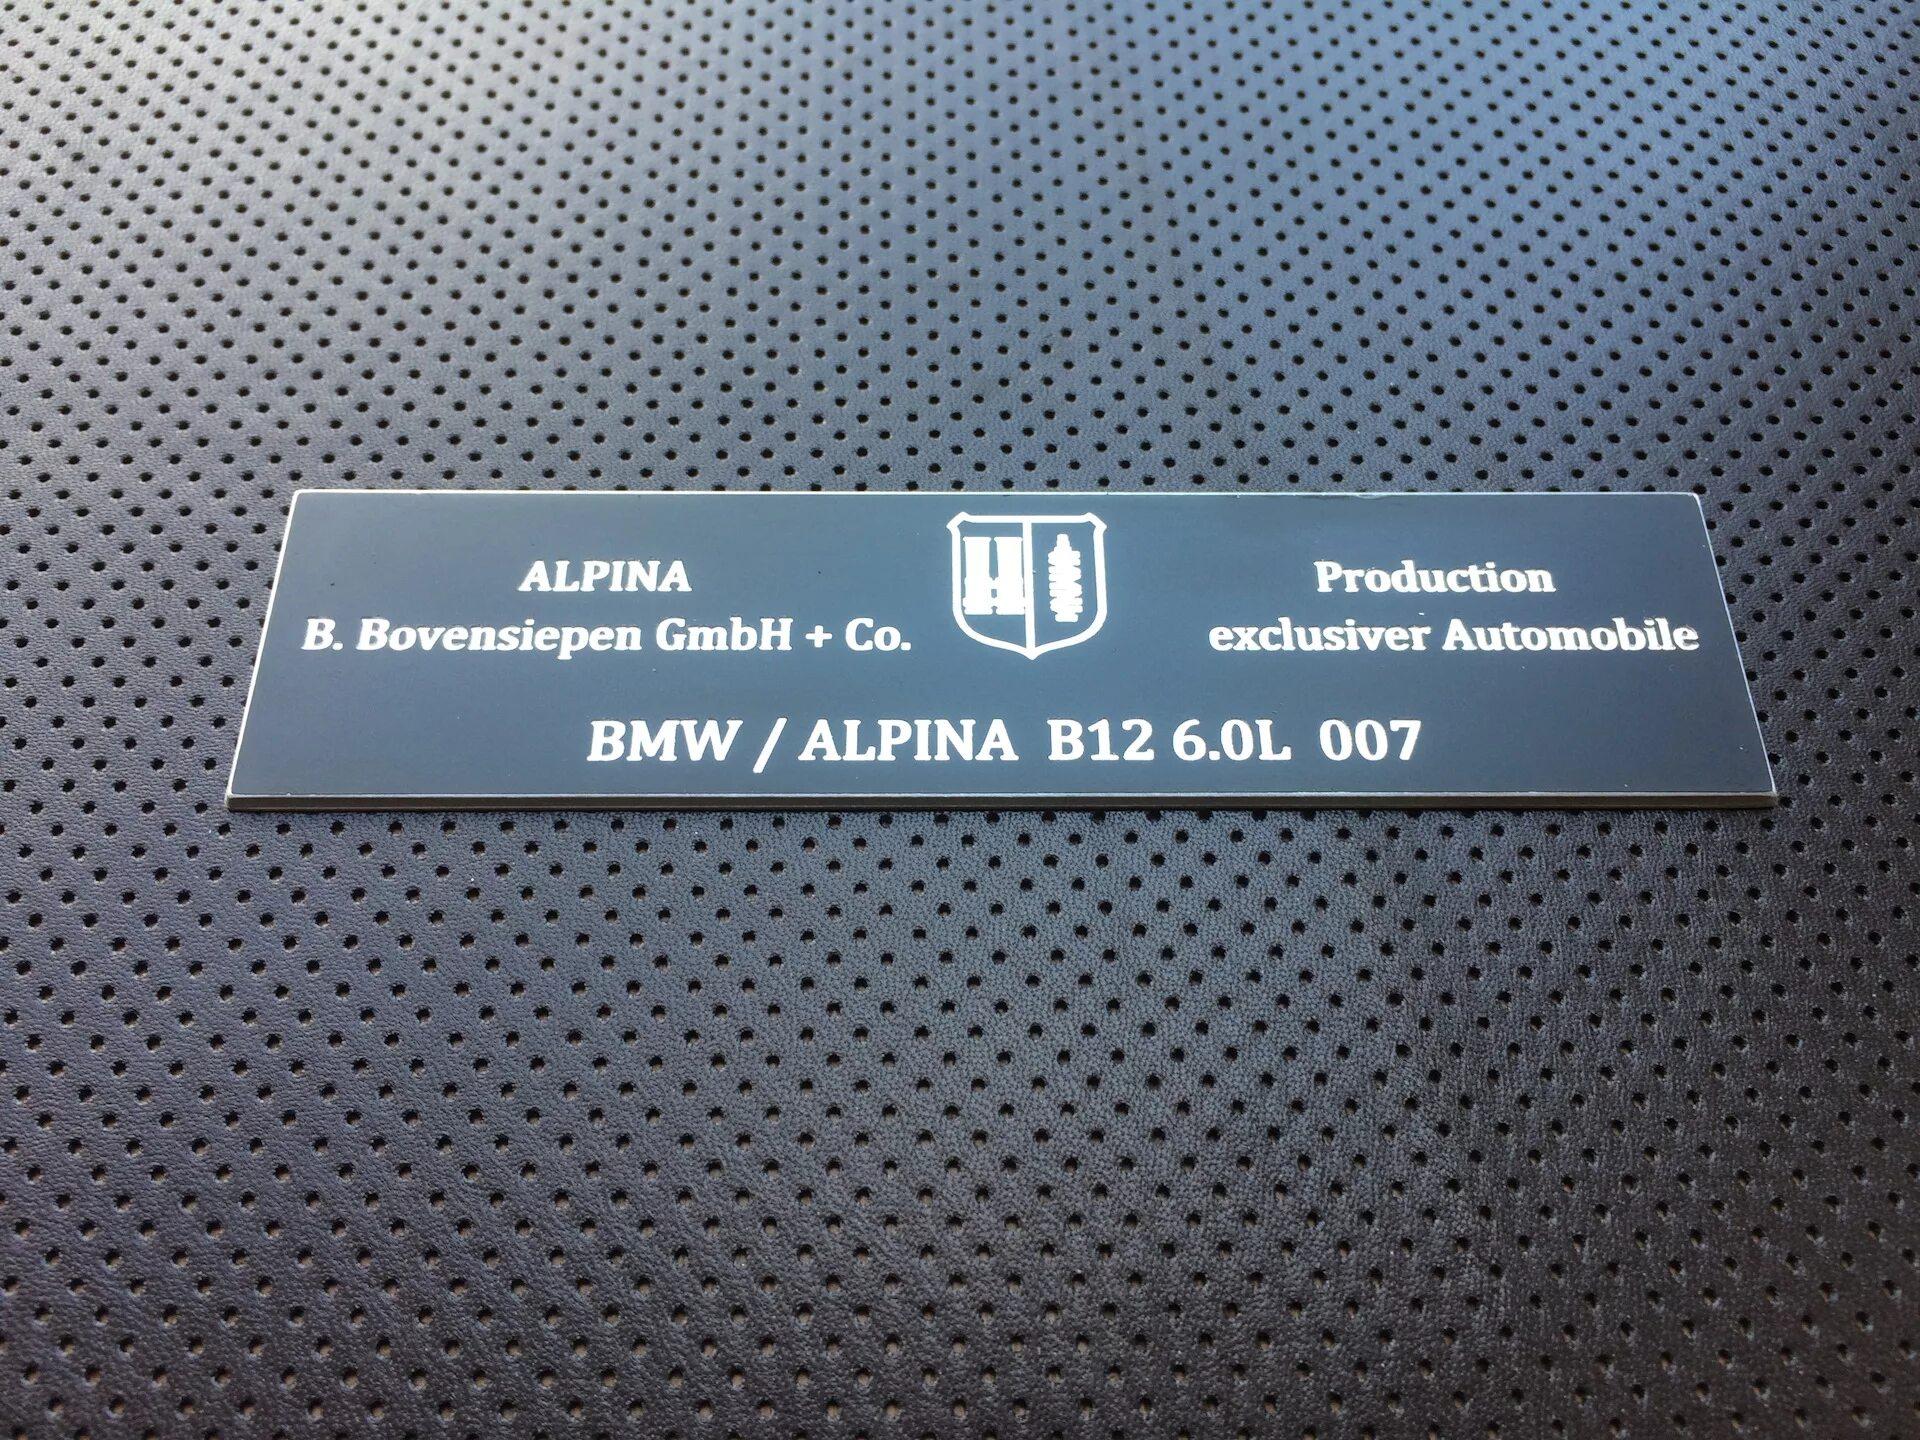 ALPINA
B. Bovensiepen GmbH + Co.
Production
exclusiver Automobile
BMW / ALPINA B12 6.0L 007